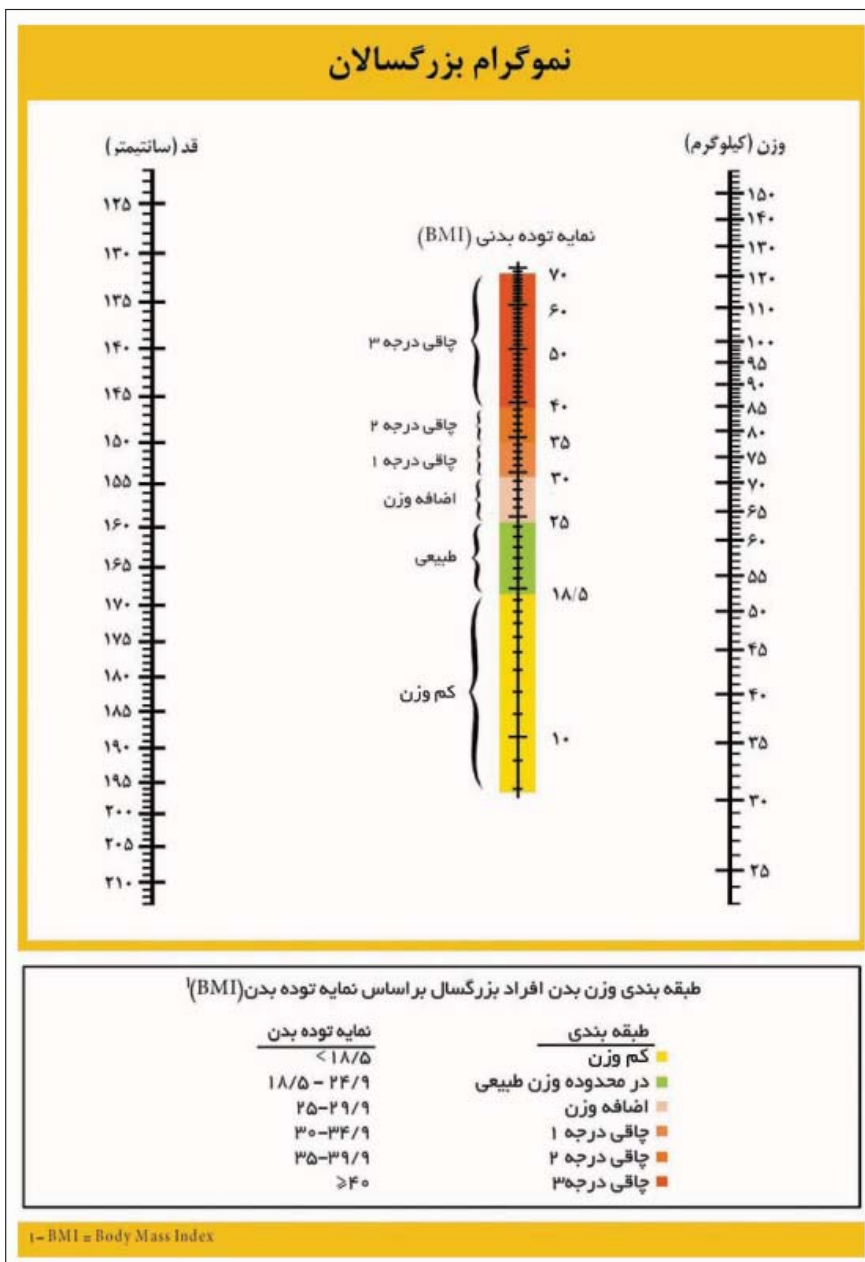 نموگرام بزرگسالان
وزن (کیلوگرم)
۱۵۰
۱۴۰
۱۳۰
۱۲۰
۱۱۰
۱۰۰
۹۵
۹۰
۸۵
۸۰
۷۵
۷۰
۶۵
۶۰
۵۵
۵۰
۴۵
۴۰
۳۵
۳۰
۲۵
نمایه توده بدنی (BMI)
۷۰
۶۰
۵۰
۴۰
۳۵
۳۰
۲۵
۱۸/۵
۱۰
چاقی درجه ۳
چاقی درجه ۲
چاقی درجه ۱
اضافه وزن
طبیعی
کم وزن
قد (سانتیمتر)
۱۲۵
۱۳۰
۱۳۵
۱۴۰
۱۴۵
۱۵۰
۱۵۵
۱۶۰
۱۶۵
۱۷۰
۱۷۵
۱۸۰
۱۸۵
۱۹۰
۱۹۵
۲۰۰
۲۰۵
۲۱۰
طبقه بندی وزن بدن افراد بزرگسال براساس نمایه توده بدن(BMI)¹
طبقه بندی نمایه توده بدن
کم وزن <۱۸/۵
در محدوده وزن طبیعی ۱۸/۵ – ۲۴/۹
اضافه وزن ۲۵–۲۹/۹
چاقی درجه ۱ ۳۰–۳۴/۹
چاقی درجه ۲ ۳۵–۳۹/۹
چاقی درجه۳ ≥۴۰
۱– BMI = Body Mass Index